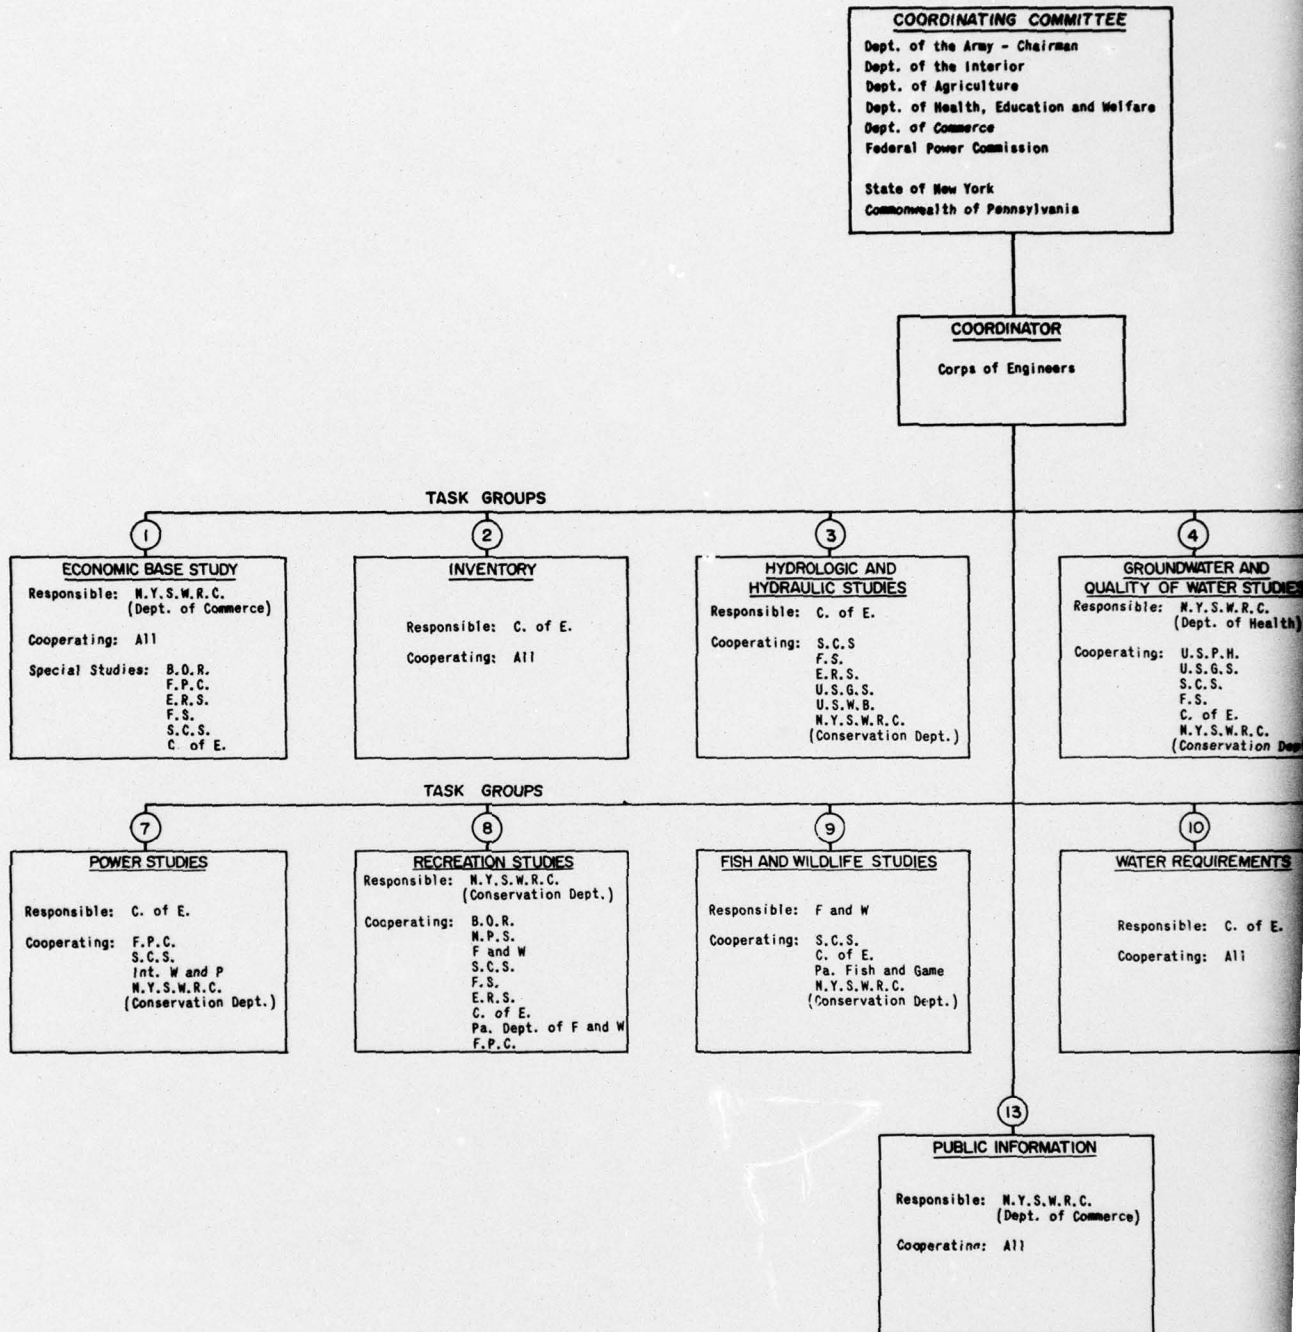 COORDINATING COMMITTEE
Dept. of the Army - Chairman
Dept. of the Interior
Dept. of Agriculture
Dept. of Health, Education and Welfare
Dept. of Commerce
Federal Power Commission
State of New York
Commonwealth of Pennsylvania
COORDINATOR
Corps of Engineers
TASK GROUPS
1
ECONOMIC BASE STUDY
Responsible: N.Y.S.W.R.C.
(Dept. of Commerce)
Cooperating: All
Special Studies: B.O.R.
F.P.C.
E.R.S.
F.S.
S.C.S.
C of E.
2
INVENTORY
Responsible: C. of E.
Cooperating: All
3
HYDROLOGIC AND
HYDRAULIC STUDIES
Responsible: C. of E.
Cooperating: S.C.S
F.S.
E.R.S.
U.S.G.S.
U.S.W.B.
N.Y.S.W.R.C.
(Conservation Dept.)
4
GROUNDWATER AND
QUALITY OF WATER STUDIES
Responsible: N.Y.S.W.R.C.
(Dept. of Health)
Cooperating: U.S.P.H.
U.S.G.S.
S.C.S.
F.S.
C. of E.
N.Y.S.W.R.C.
(Conservation Dep
TASK GROUPS
7
POWER STUDIES
Responsible: C. of E.
Cooperating: F.P.C.
S.C.S.
Int. W and P
N.Y.S.W.R.C.
(Conservation Dept.)
8
RECREATION STUDIES
Responsible: N.Y.S.W.R.C.
(Conservation Dept.)
Cooperating: B.O.R.
N.P.S.
F and W
S.C.S.
F.S.
E.R.S.
C. of E.
Pa. Dept. of F and W
F.P.C.
9
FISH AND WILDLIFE STUDIES
Responsible: F and W
Cooperating: S.C.S.
C. of E.
Pa. Fish and Game
N.Y.S.W.R.C.
(Conservation Dept.)
10
WATER REQUIREMENTS
Responsible: C. of E.
Cooperating: All
13
PUBLIC INFORMATION
Responsible: N.Y.S.W.R.C.
(Dept. of Commerce)
Cooperating: All